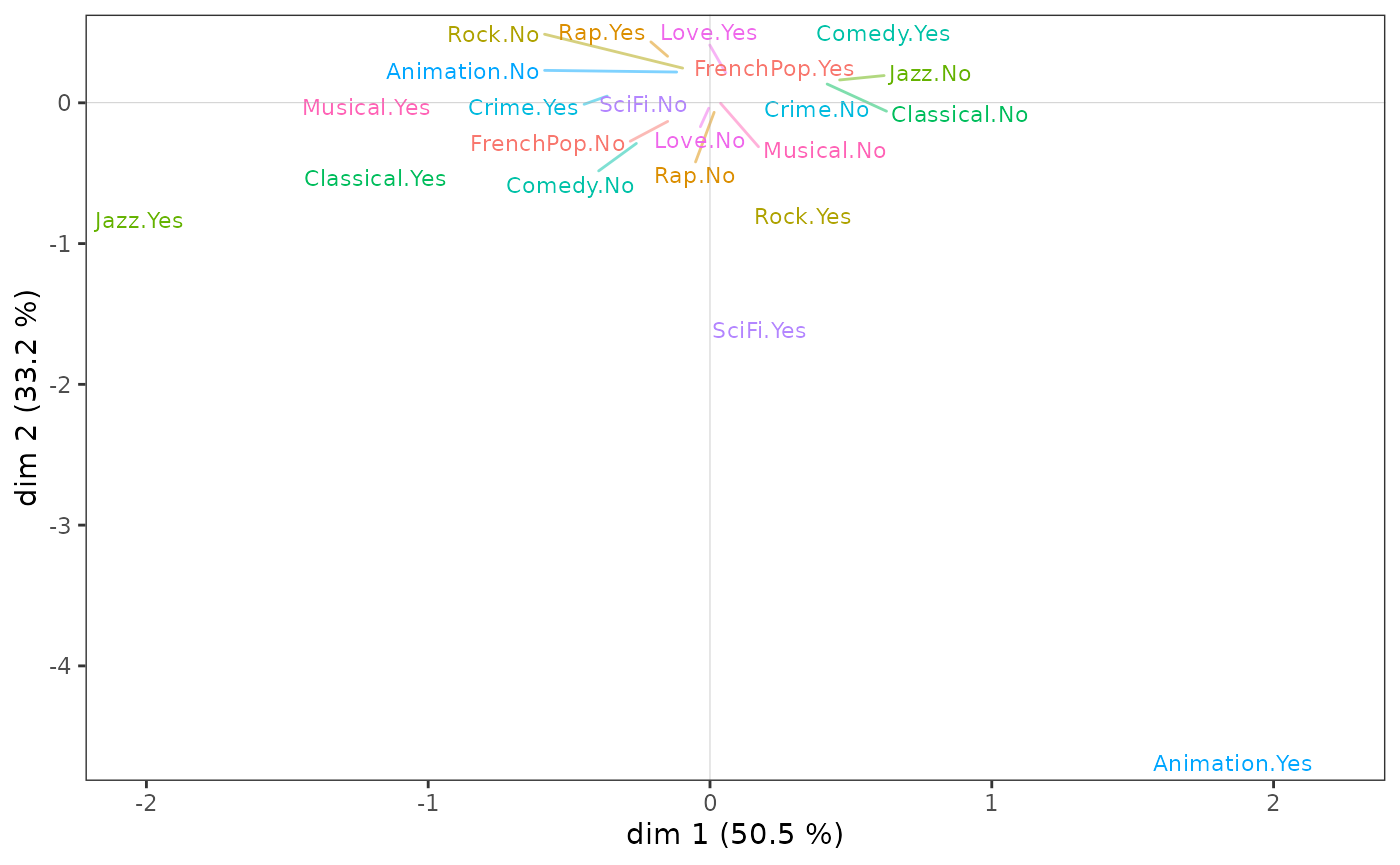 Rock.No
Rap.Yes
Love.Yes
Comedy.Yes
Animation.No
FrenchPop.Yes
Jazz.No
0
Musical.Yes
Crime.Yes
SciFi.No
Crime.No
Classical.No
FrenchPop.No
Love.No
Musical.No
Classical.Yes
Comedy.No
Rap.No
Jazz.Yes
Rock.Yes
-1
SciFi.Yes
-2
-3
-4
Animation.Yes
dim 2 (33.2 %)
-2
-1
0
1
2
dim 1 (50.5 %)